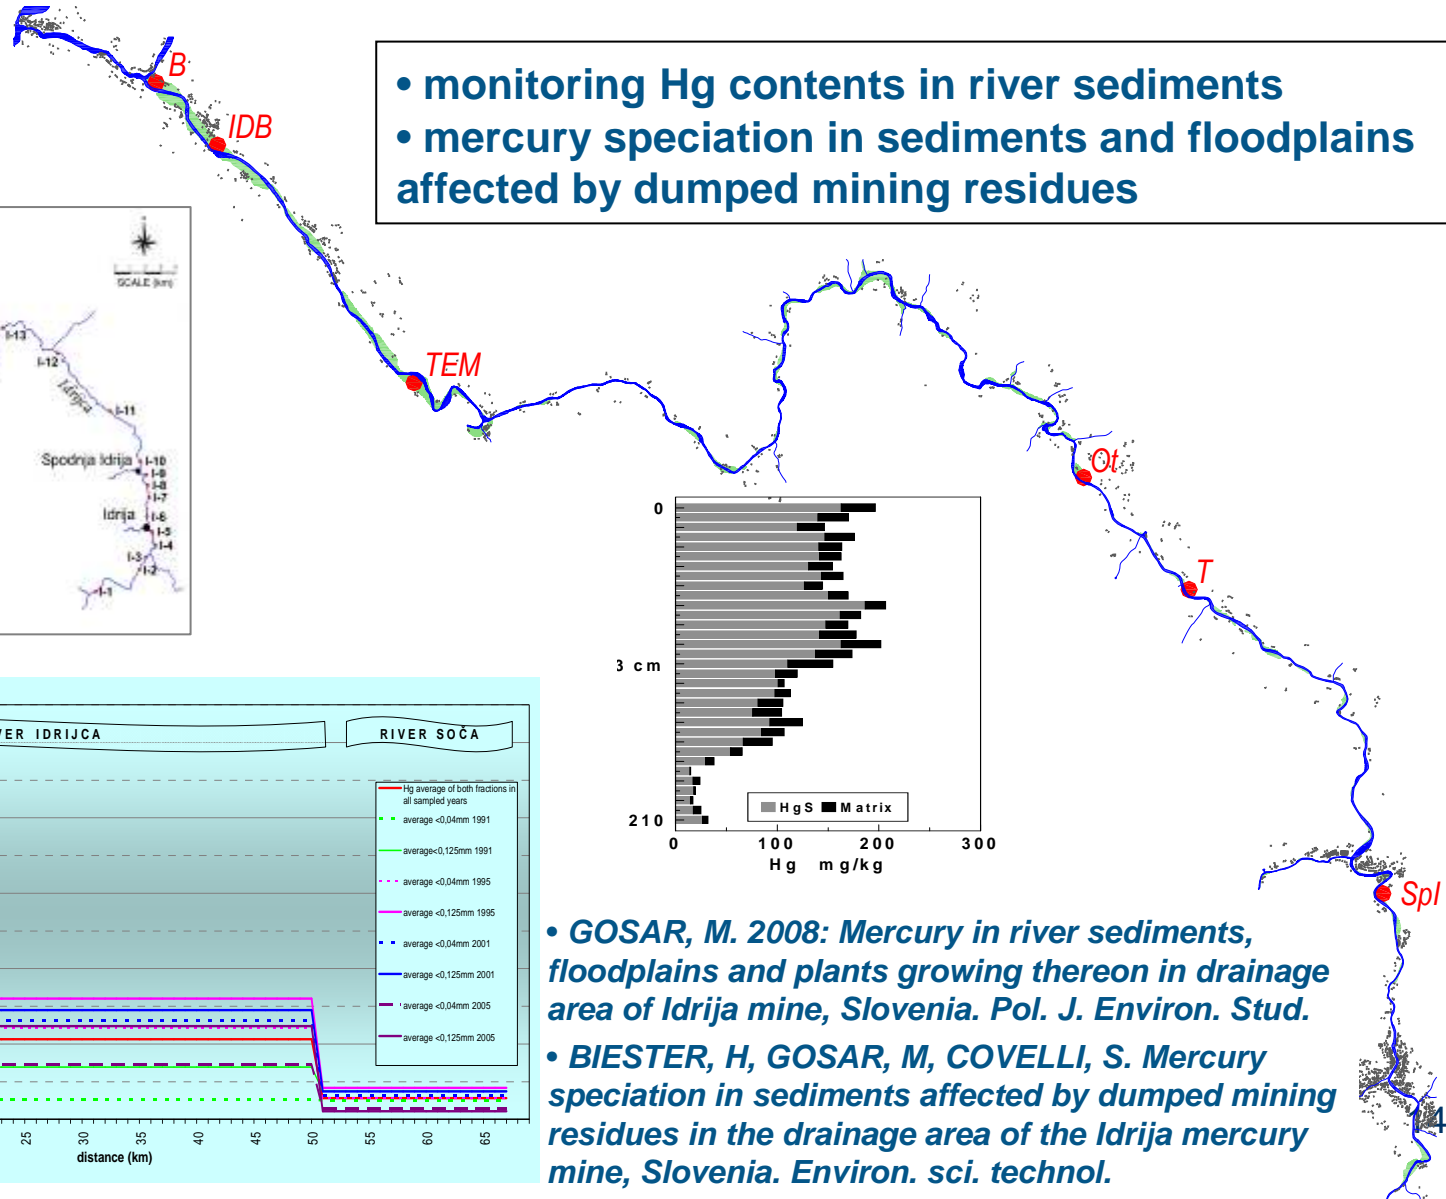 B
IDB
• monitoring Hg contents in river sediments
• mercury speciation in sediments and floodplains
affected by dumped mining residues
SCALE (km)
I-13
I-12
Idrijca
I-11
Spodnja Idrija
I-10
I-9
I-8
I-7
Idrija
I-6
I-5
I-4
I-3
I-2
I-1
TEM
Ot
T
Spl
0
3 cm
210
HgS
Matrix
0 100 200 300
Hg mg/kg
VER IDRIJCA
RIVER SOČA
Hg average of both fractions in
all sampled years
average <0,04mm 1991
average<0,125mm 1991
average <0,04mm 1995
average <0,125mm 1995
average <0,04mm 2001
average <0,125mm 2001
average <0,04mm 2005
average <0,125mm 2005
25 30 35 40 45 50 55 60 65
distance (km)
• GOSAR, M. 2008: Mercury in river sediments,
floodplains and plants growing thereon in drainage
area of Idrija mine, Slovenia. Pol. J. Environ. Stud.
• BIESTER, H, GOSAR, M, COVELLI, S. Mercury
speciation in sediments affected by dumped mining
residues in the drainage area of the Idrija mercury
mine, Slovenia. Environ. sci. technol.
14